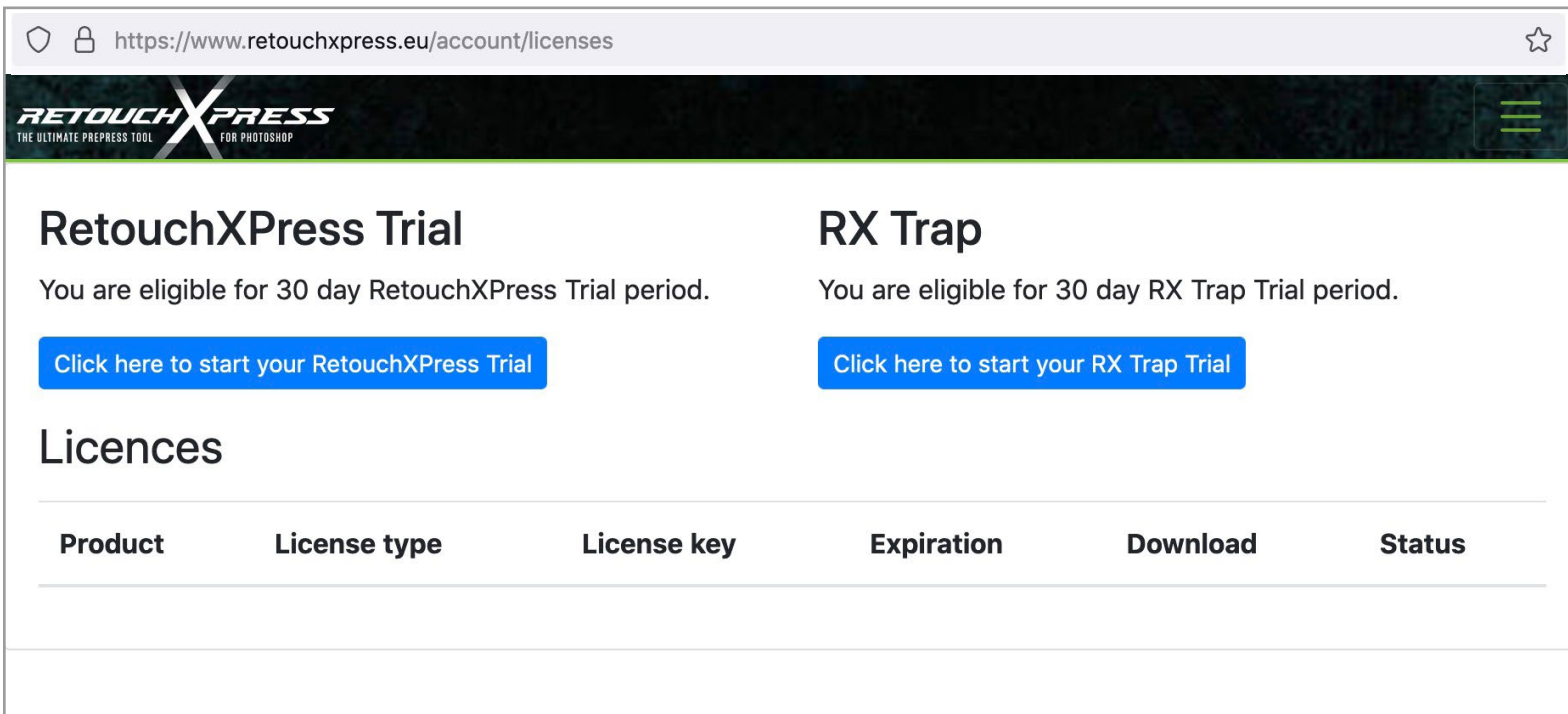 https://www.retouchxpress.eu/account/licenses
RETOUCHXPRESS
THE ULTIMATE PREPRESS TOOL FOR PHOTOSHOP
RetouchXPress Trial
You are eligible for 30 day RetouchXPress Trial period.
Click here to start your RetouchXPress Trial
RX Trap
You are eligible for 30 day RX Trap Trial period.
Click here to start your RX Trap Trial
Licences
Product License type License key Expiration Download Status